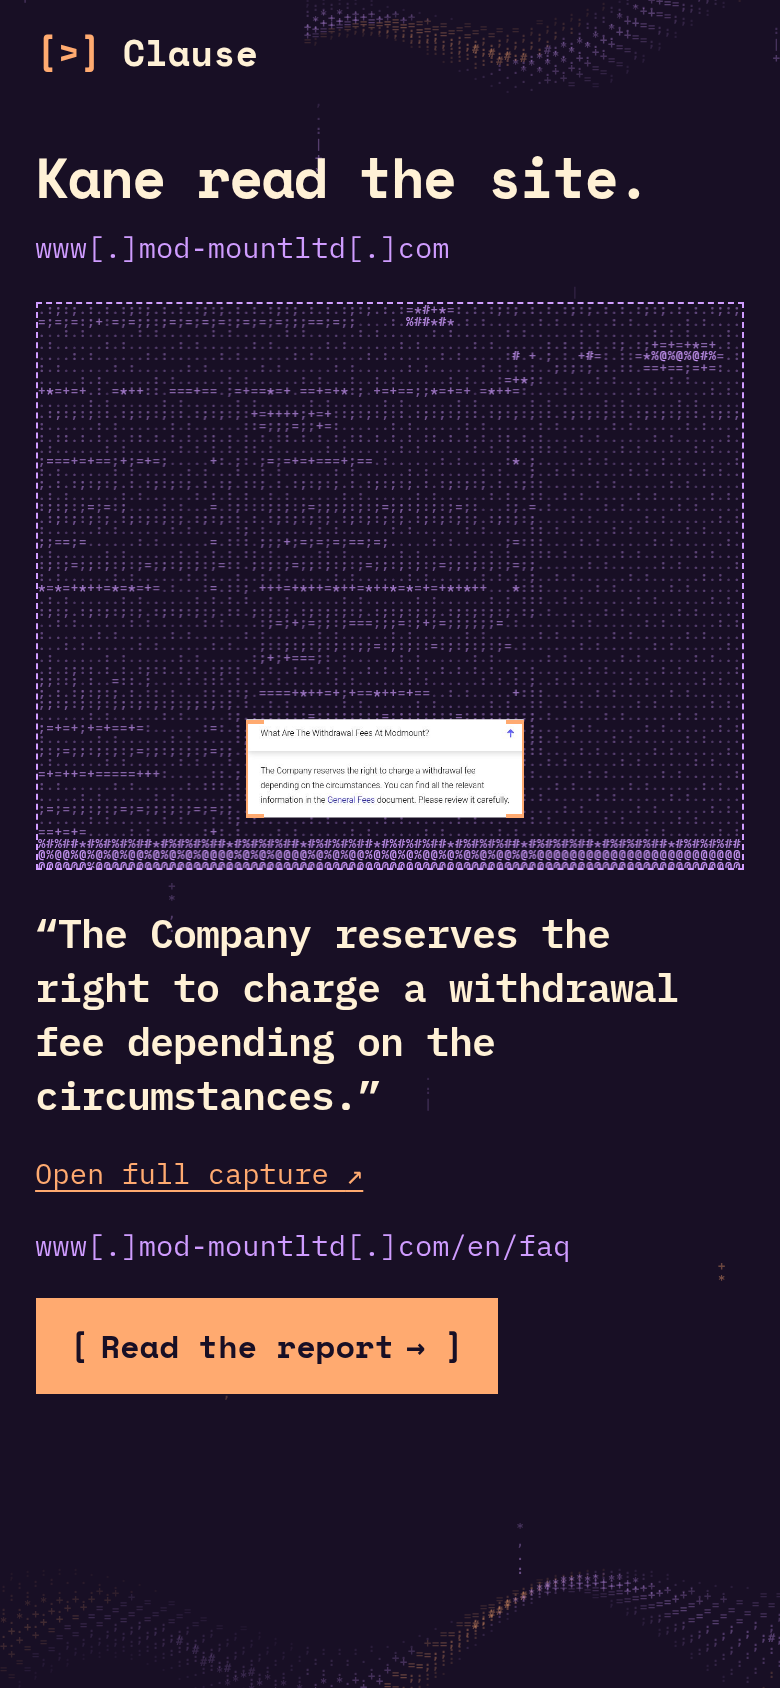 [>] Clause
Kane read the site.
www[.]mod-mountltd[.]com
What Are The Withdrawal Fees At Modmount?
The Company reserves the right to charge a withdrawal fee
depending on the circumstances. You can find all the relevant
information in the General Fees document. Please review it carefully.
“The Company reserves the
right to charge a withdrawal
fee depending on the
circumstances.”
Open full capture ↗
www[.]mod-mountltd[.]com/en/faq
[ Read the report → ]